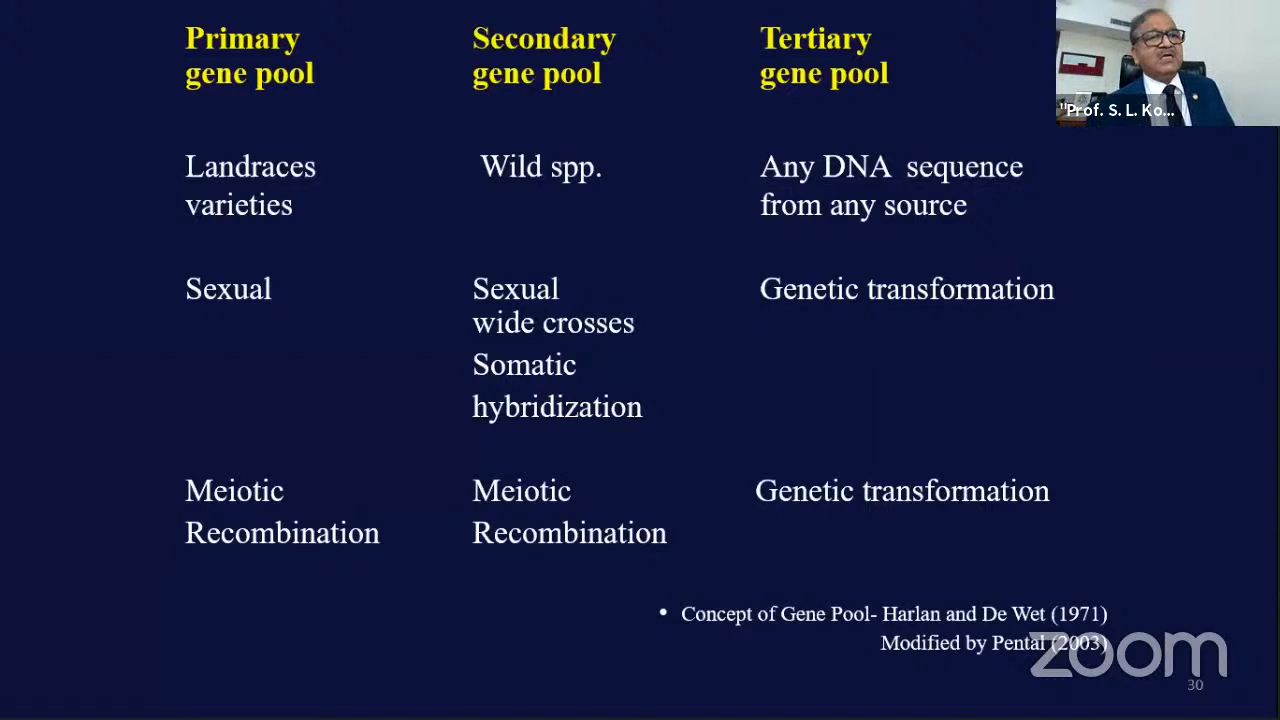 Primary
gene pool
Secondary
gene pool
Tertiary
gene pool
"Prof. S. L. Ko...
Landraces
varieties
Wild spp.
Any DNA sequence
from any source
Sexual
Sexual
wide crosses
Somatic
hybridization
Genetic transformation
Meiotic
Recombination
Meiotic
Recombination
Genetic transformation
• Concept of Gene Pool- Harlan and De Wet (1971)
Modified by Pental (2003)
zoom
30